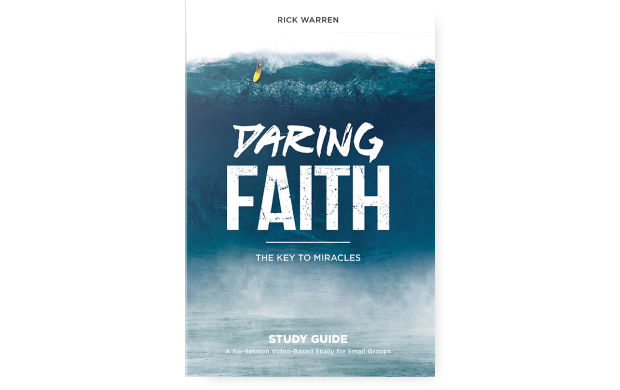 RICK WARREN
DARING
FAITH
THE KEY TO MIRACLES
STUDY GUIDE
A Six-Session Video-Based Study for Small Groups